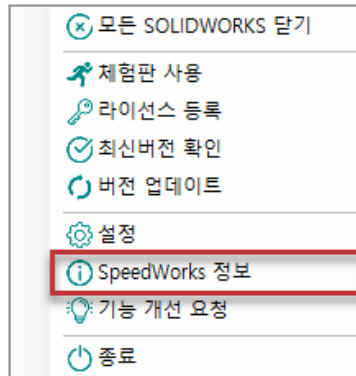 모든 SOLIDWORKS 닫기
체험판 사용
라이선스 등록
최신버전 확인
버전 업데이트
설정
SpeedWorks 정보
기능 개선 요청
종료